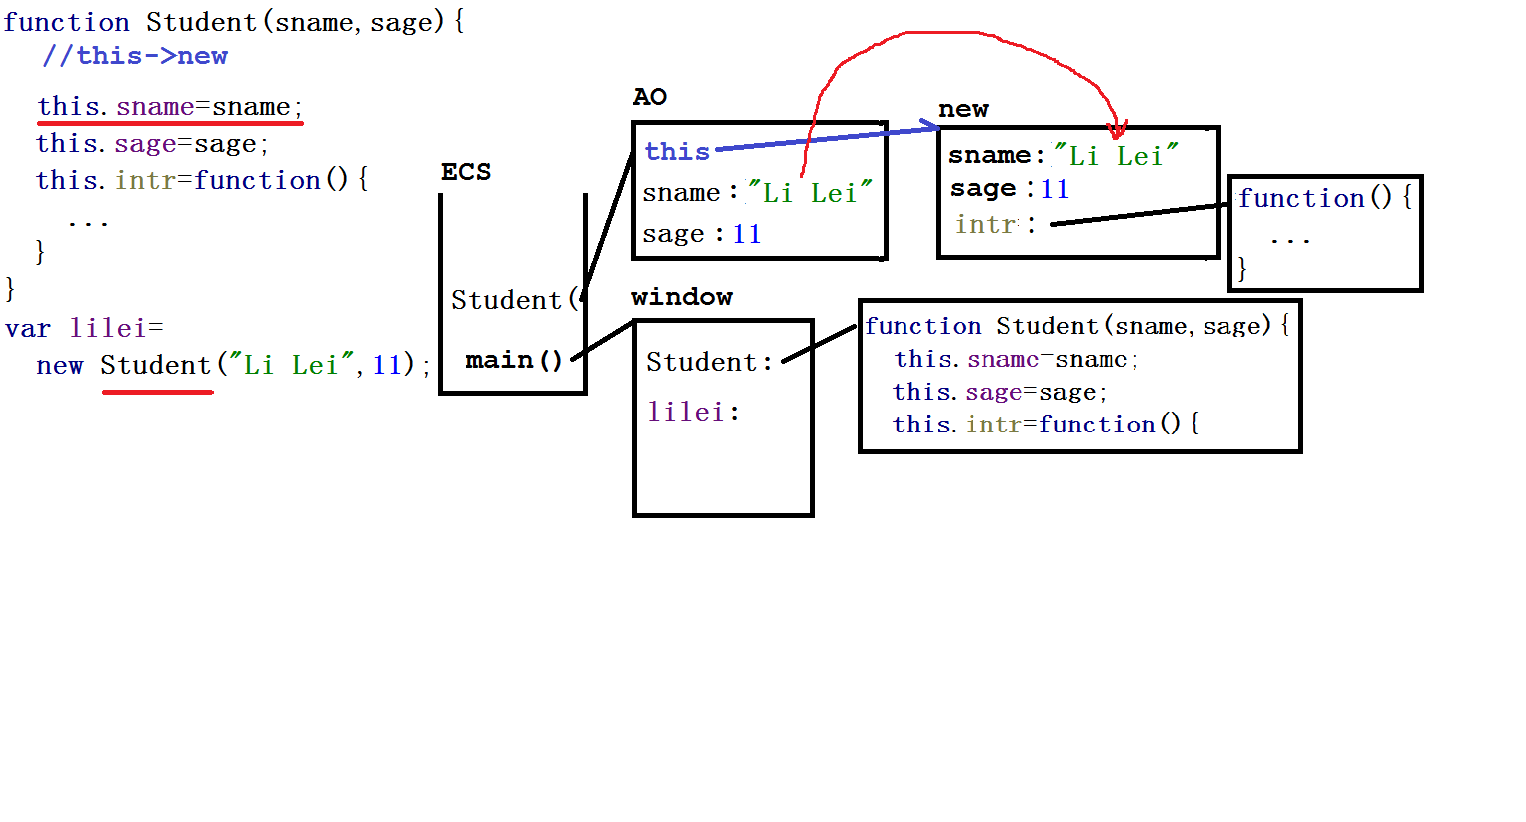 function Student(sname,sage){
//this->new
this.sname=sname;
this.sage=sage;
this.intr=function(){
...
}
}
var lilei=
new Student("Li Lei",11);
ECS
Student(
main()
AO
this
sname:"Li Lei"
sage:11
new
sname:"Li Lei"
sage:11
intr:
function(){
...
}
window
Student:
lilei:
function Student(sname,sage){
this.sname=sname;
this.sage=sage;
this.intr=function(){